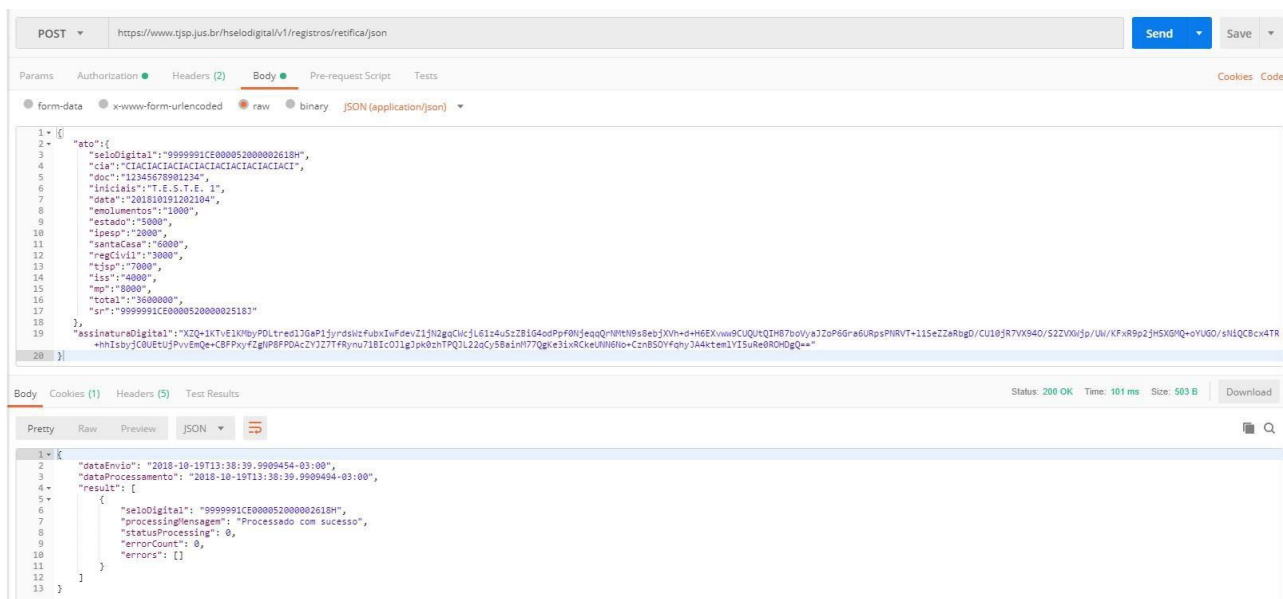 POST https://www.tjsp.jus.br/hselodigital/v1/registros/retifica/json Send Save
Params Authorization Headers (2) Body Pre-request Script Tests Cookies Code
form-data x-www-form-urlencoded raw binary JSON (application/json)
1 {
2 "ato":{
3 "seloDigital":"9999991CE000052000002618H",
4 "cia":"CIACIACIACIACIACIACIACIACIACIACI",
5 "doc":"12345678901234",
6 "iniciais":"T.E.S.T.E. 1",
7 "data":"201810191202104",
8 "emolumentos":"1000",
9 "estado":"5000",
10 "ipesp":"2000",
11 "santaCasa":"6000",
12 "regCivil":"3000",
13 "tjsp":"7000",
14 "iss":"4000",
15 "mp":"8000",
16 "total":"3600000",
17 "sr":"9999991CE0000520000002518J"
18 },
19 "assinaturaDigital":
20 }
Body Cookies (1) Headers (5) Test Results Status: 200 OK Time: 101 ms Size: 503 B Download
Pretty Raw Preview JSON
1 {
2 "dataEnvio": "2018-10-19T13:38:39.9909454-03:00",
3 "dataProcessamento": "2018-10-19T13:38:39.9909494-03:00",
4 "result": [
5 {
6 "seloDigital": "9999991CE000052000002618H",
7 "processingMensagem": "Processado com sucesso",
8 "statusProcessing": 0,
9 "errorCount": 0,
10 "errors": []
11 }
12 ]
13 }